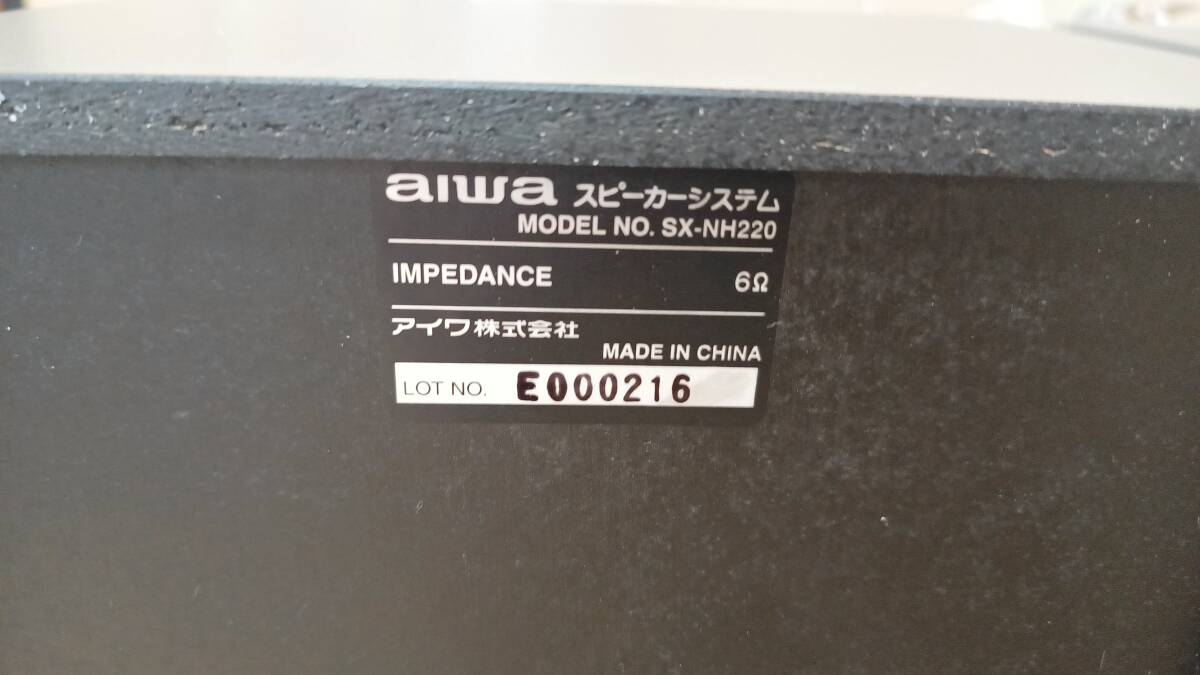 aiwa スピーカーシステム
MODEL NO. SX-NH220
IMPEDANCE 6Ω
アイワ株式会社
MADE IN CHINA
LOT NO. E000216